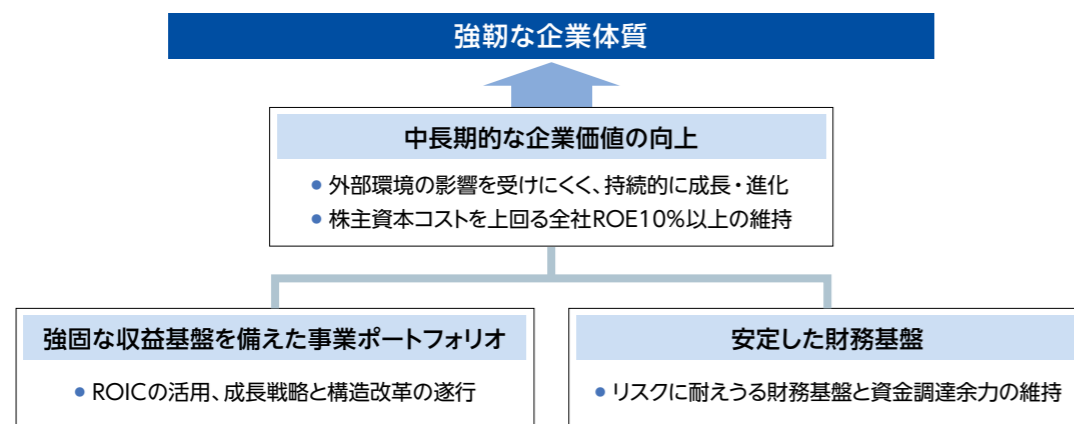 強靭な企業体質
中長期的な企業価値の向上
• 外部環境の影響を受けにくく、持続的に成長・進化
• 株主資本コストを上回る全社ROE10%以上の維持
強固な収益基盤を備えた事業ポートフォリオ
• ROICの活用、成長戦略と構造改革の遂行
安定した財務基盤
• リスクに耐えうる財務基盤と資金調達余力の維持